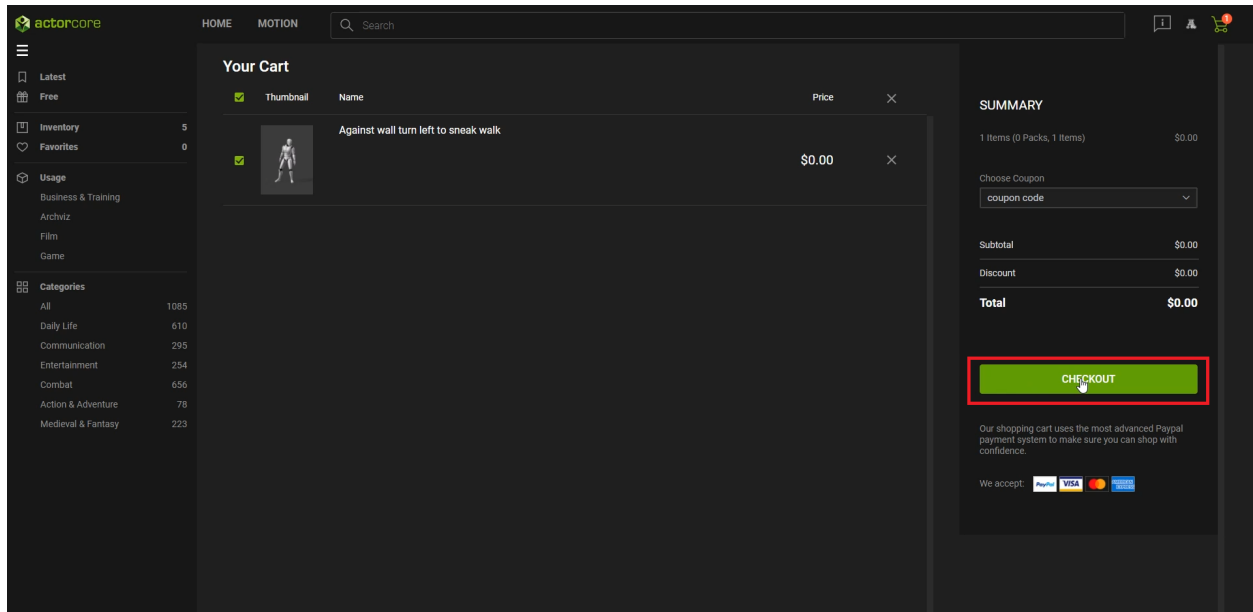 actorcore
HOME MOTION Search 1
Latest
Free
Inventory 5
Favorites 0
Usage
Business & Training
Archviz
Film
Game
Categories
All 1085
Daily Life 610
Communication 295
Entertainment 254
Combat 656
Action & Adventure 78
Medieval & Fantasy 223
Your Cart
Thumbnail Name Price
Against wall turn left to sneak walk
$0.00
SUMMARY
1 Items (0 Packs, 1 Items) $0.00
Choose Coupon
coupon code
Subtotal $0.00
Discount $0.00
Total $0.00
CHECKOUT
Our shopping cart uses the most advanced Paypal
payment system to make sure you can shop with
confidence.
We accept: PayPal VISA